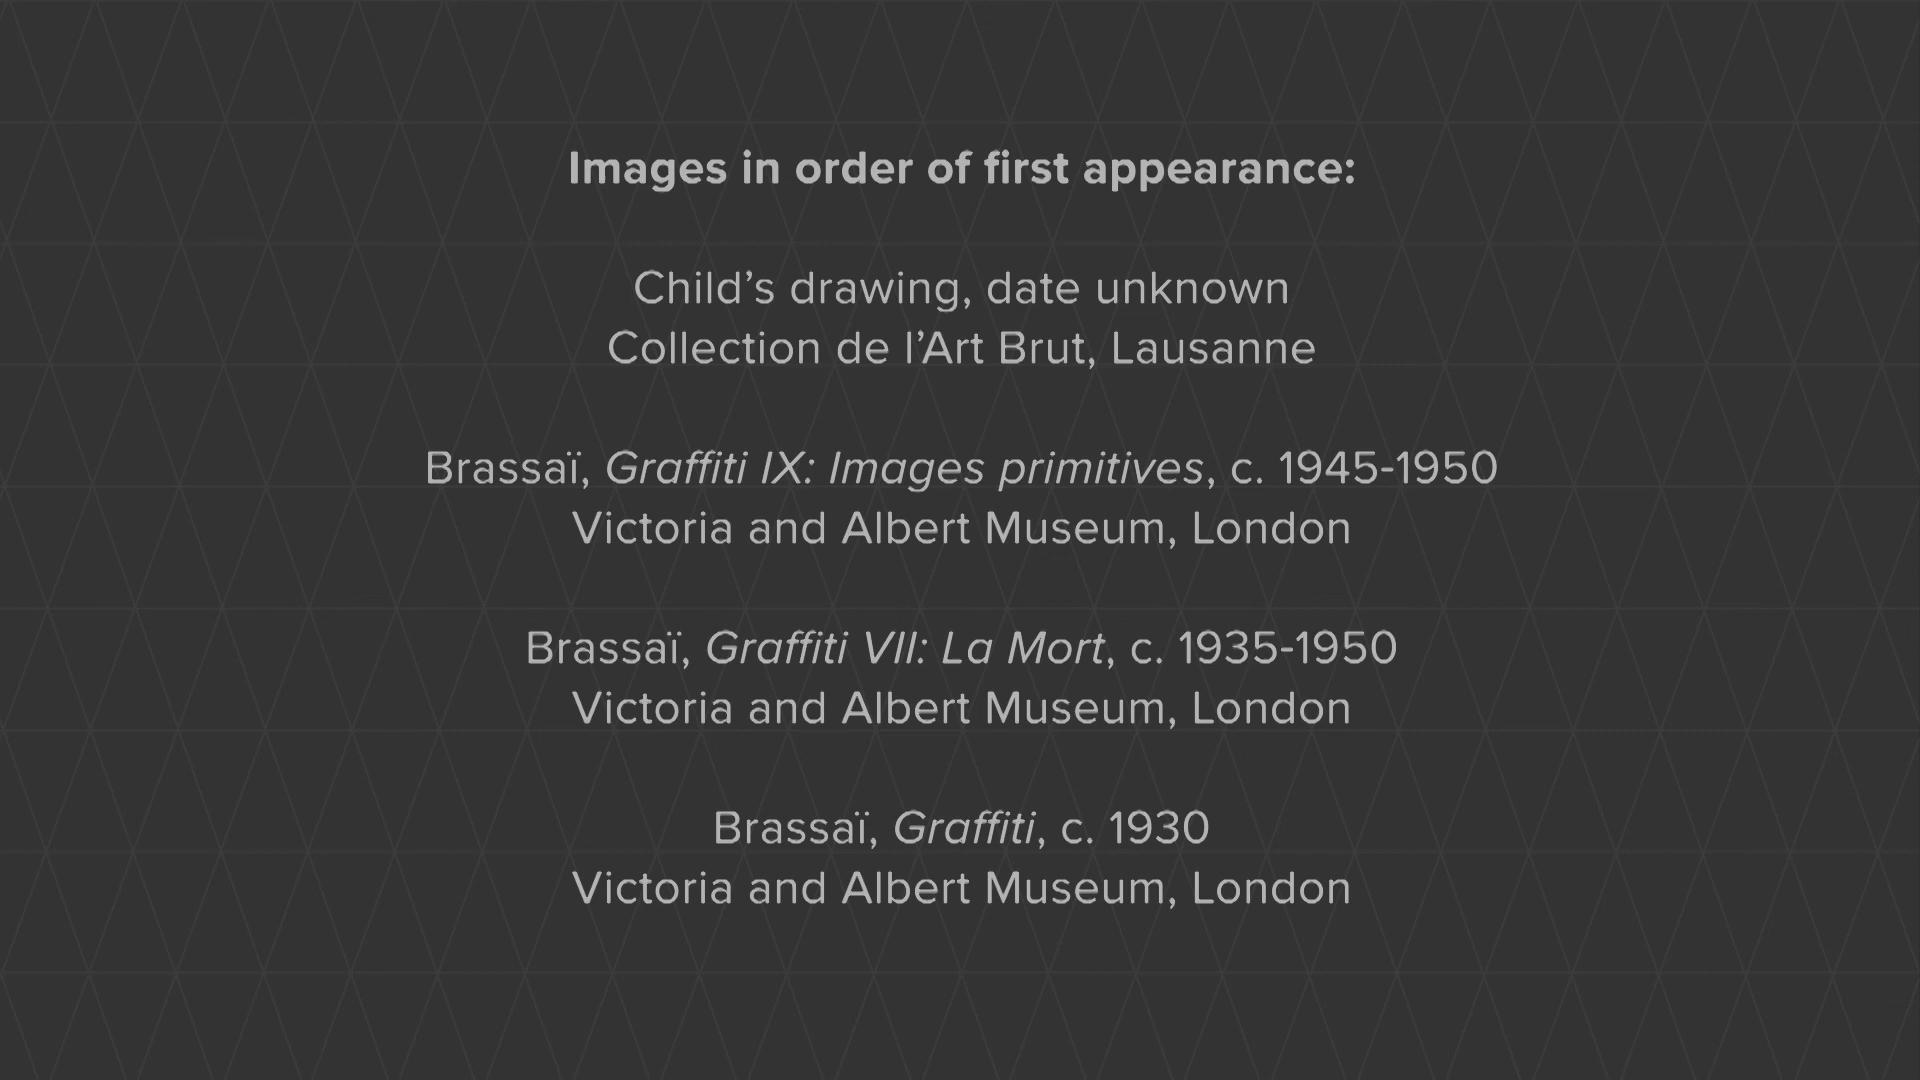 Images in order of first appearance:
Child’s drawing, date unknown
Collection de l’Art Brut, Lausanne
Brassaï, Graffiti IX: Images primitives, c. 1945-1950
Victoria and Albert Museum, London
Brassaï, Graffiti VII: La Mort, c. 1935-1950
Victoria and Albert Museum, London
Brassaï, Graffiti, c. 1930
Victoria and Albert Museum, London